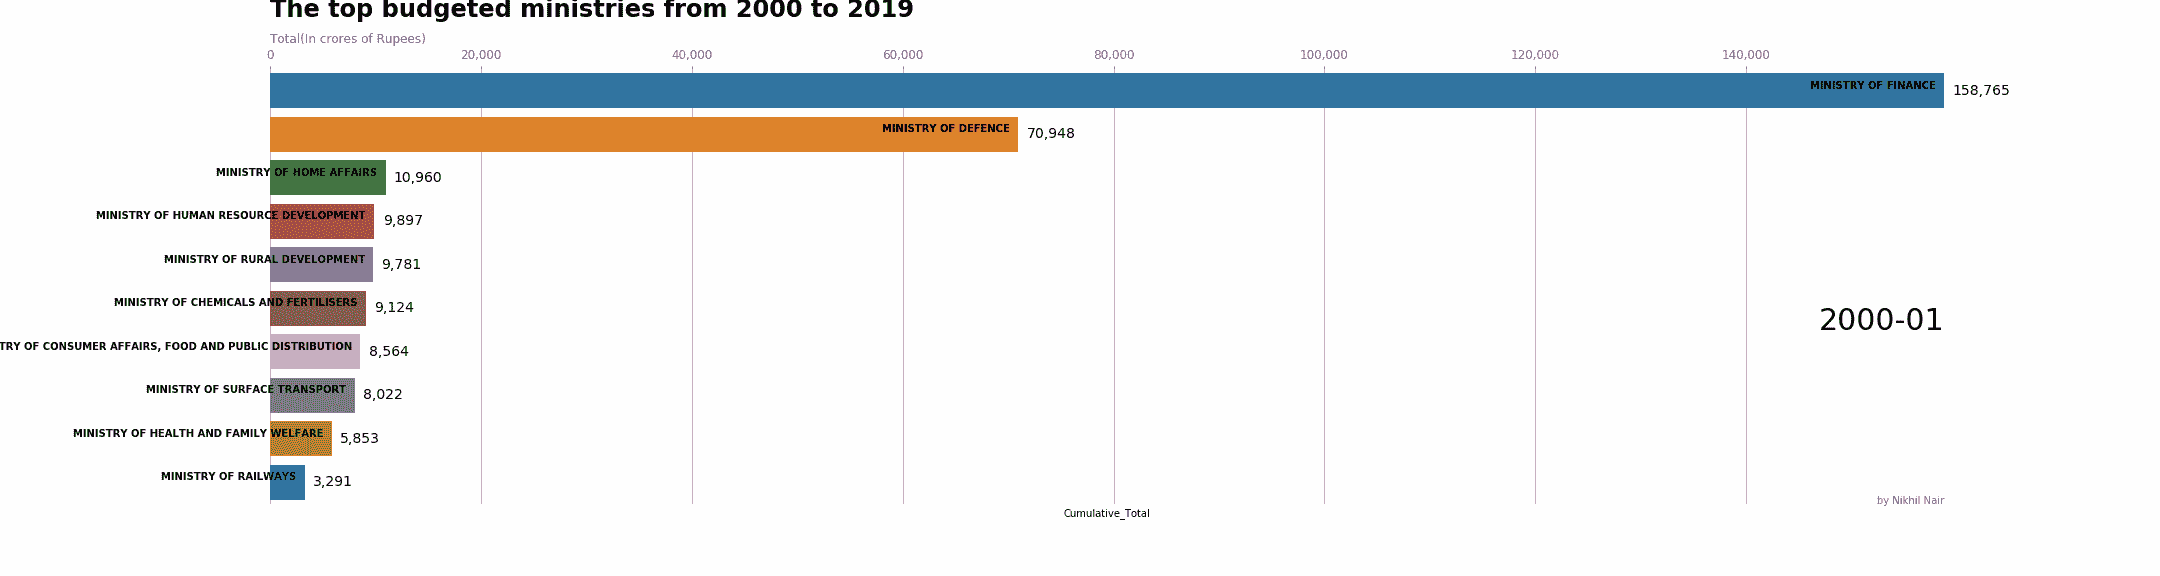 The top budgeted ministries from 2000 to 2019
Total(In crores of Rupees)
0 20,000 40,000 60,000 80,000 100,000 120,000 140,000
MINISTRY OF FINANCE 158,765
MINISTRY OF DEFENCE 70,948
MINISTRY OF HOME AFFAIRS 10,960
MINISTRY OF HUMAN RESOURCE DEVELOPMENT 9,897
MINISTRY OF RURAL DEVELOPMENT 9,781
MINISTRY OF CHEMICALS AND FERTILISERS 9,124
TRY OF CONSUMER AFFAIRS, FOOD AND PUBLIC DISTRIBUTION 8,564
2000-01
MINISTRY OF SURFACE TRANSPORT 8,022
MINISTRY OF HEALTH AND FAMILY WELFARE 5,853
MINISTRY OF RAILWAYS 3,291
by Nikhil Nair
Cumulative_Total